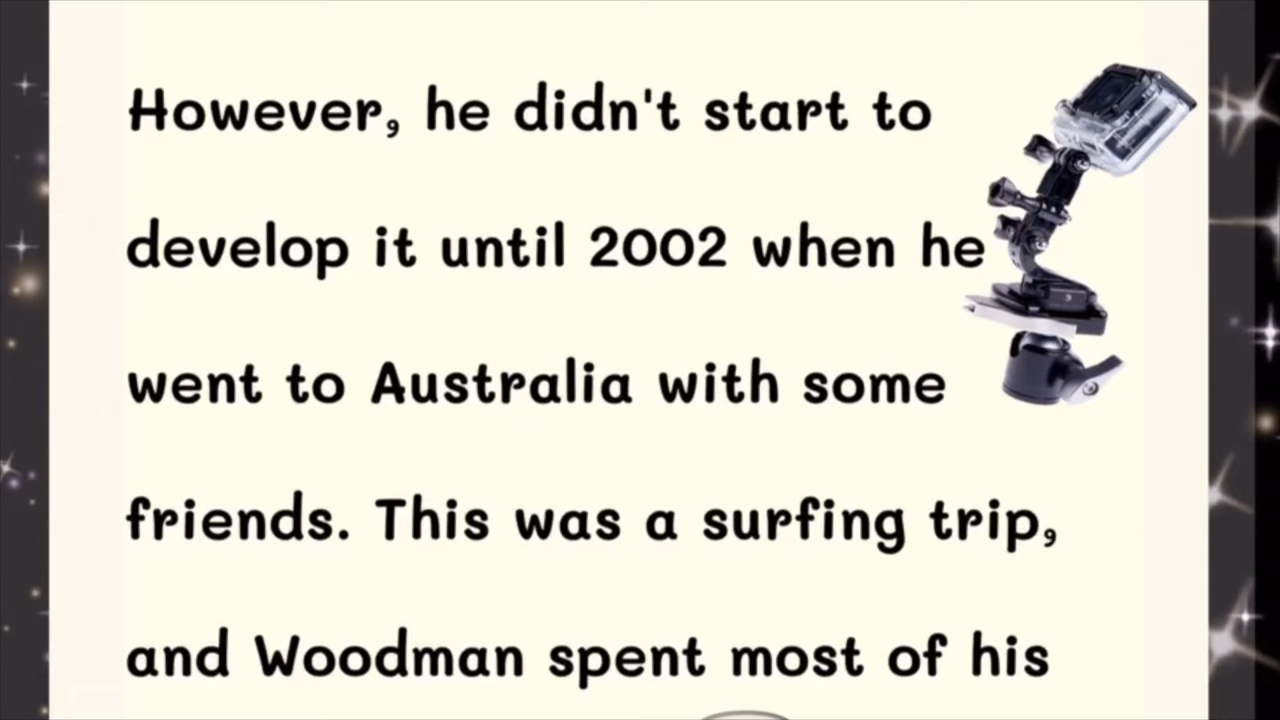 However, he didn't start to
develop it until 2002 when he
went to Australia with some
friends. This was a surfing trip,
and Woodman spent most of his